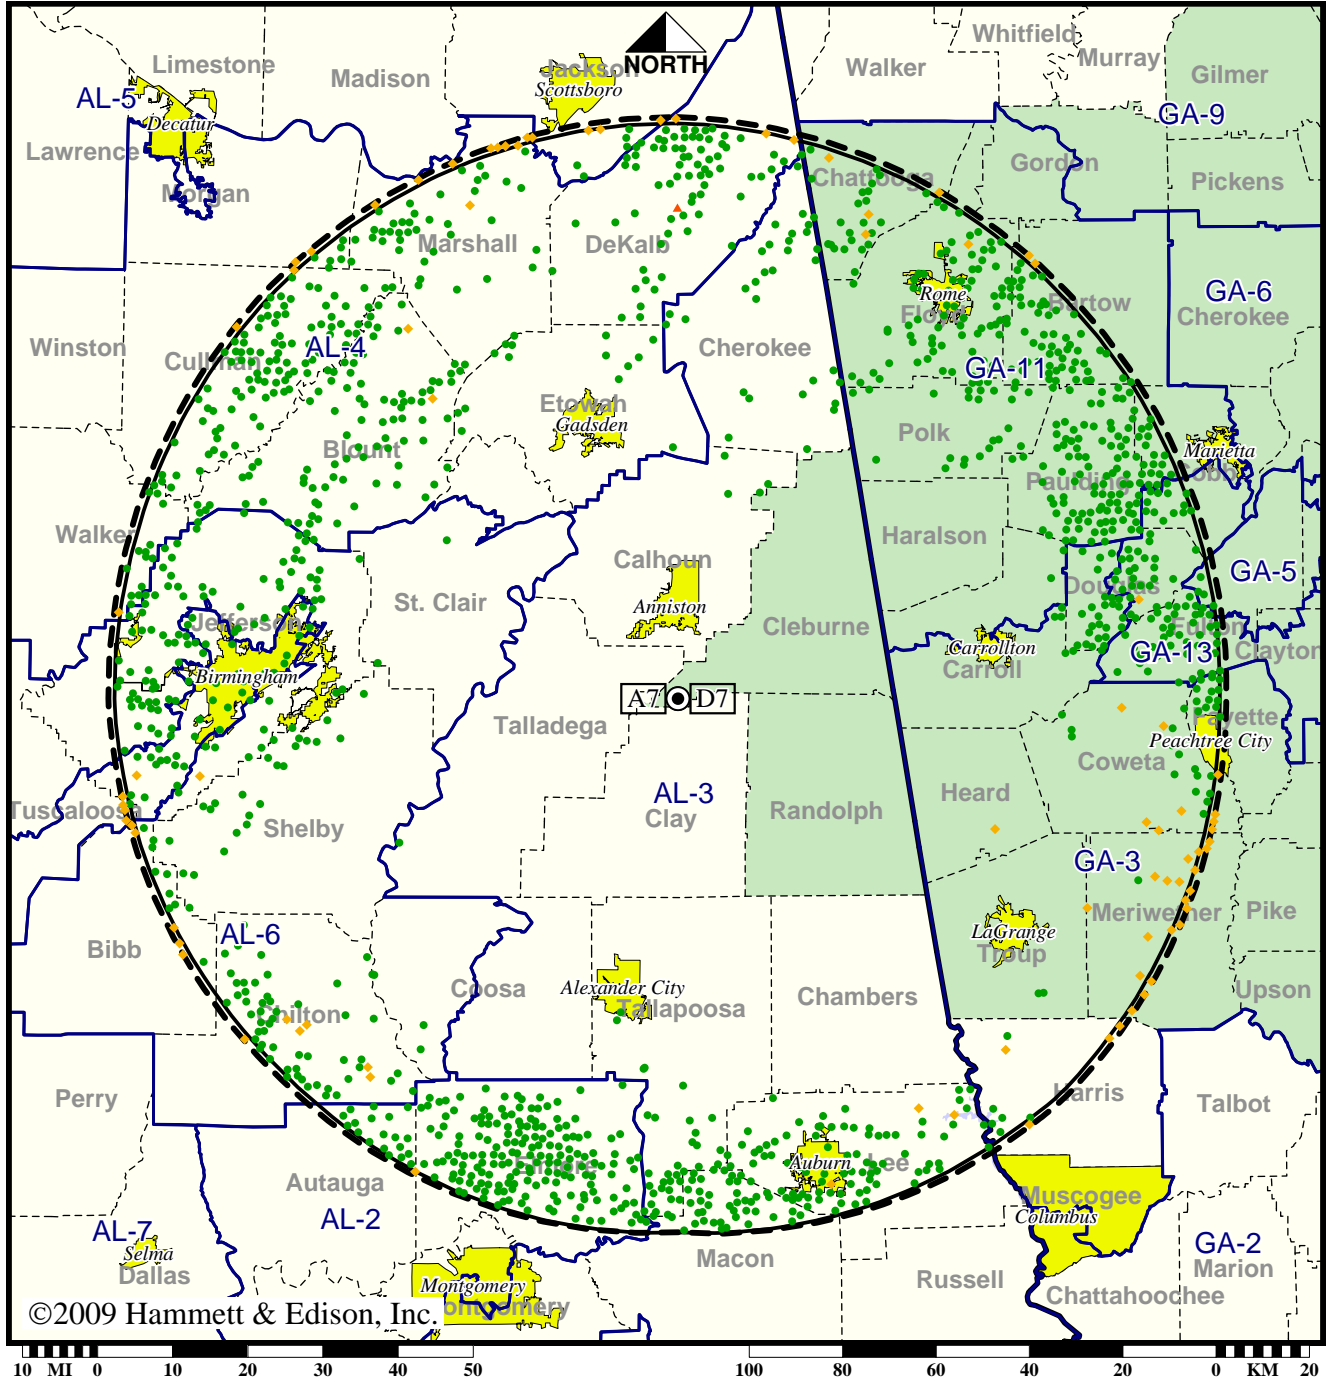 Whitfield
Murray
Limestone
Madison
Jackson
Scottsboro
NORTH
Walker
Gilmer
AL-5
Decatur
GA-9
Lawrence
Morgan
Chattooga
Gordon
Pickens
Marshall
DeKalb
Rome
Floyd
Bartow
GA-6
Cherokee
Winston
Cullman
AL-4
Cherokee
GA-11
Etowah
Gadsden
Polk
Blount
Marietta
Cobb
Paulding
Walker
Haralson
Calhoun
GA-5
Douglas
St. Clair
Anniston
Jefferson
Cleburne
Fulton
Carrollton
Carroll
GA-13
Clayton
Birmingham
A7
D7
Talladega
Fayette
Peachtree City
Coweta
AL-3
Clay
Randolph
Heard
Tuscaloosa
Shelby
GA-3
Meriwether
Pike
AL-6
Bibb
LaGrange
Troup
Coosa
Alexander City
Tallapoosa
Chambers
Upson
Chilton
Perry
Harris
Talbot
Elmore
Auburn
Lee
Autauga
AL-2
Muscogee
Columbus
AL-7
Selma
Dallas
Macon
GA-2
Marion
Russell
Montgomery
Montgomery
Chattahoochee
©2009 Hammett & Edison, Inc.
10 MI 0 10 20 30 40 50 100 80 60 40 20 0 KM 20